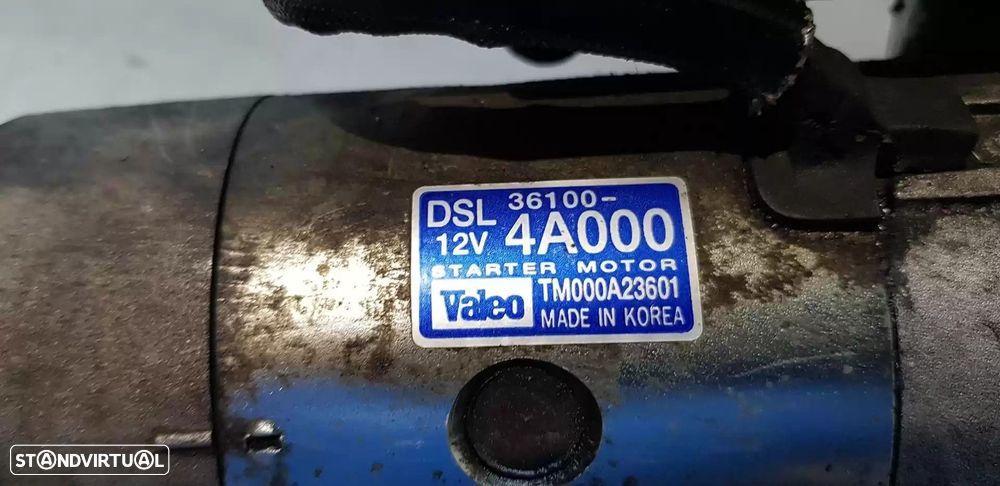 DSL 36100-
12V 4A000
STARTER MOTOR
Valeo TM000A23601
MADE IN KOREA
STANDVIRTUAL